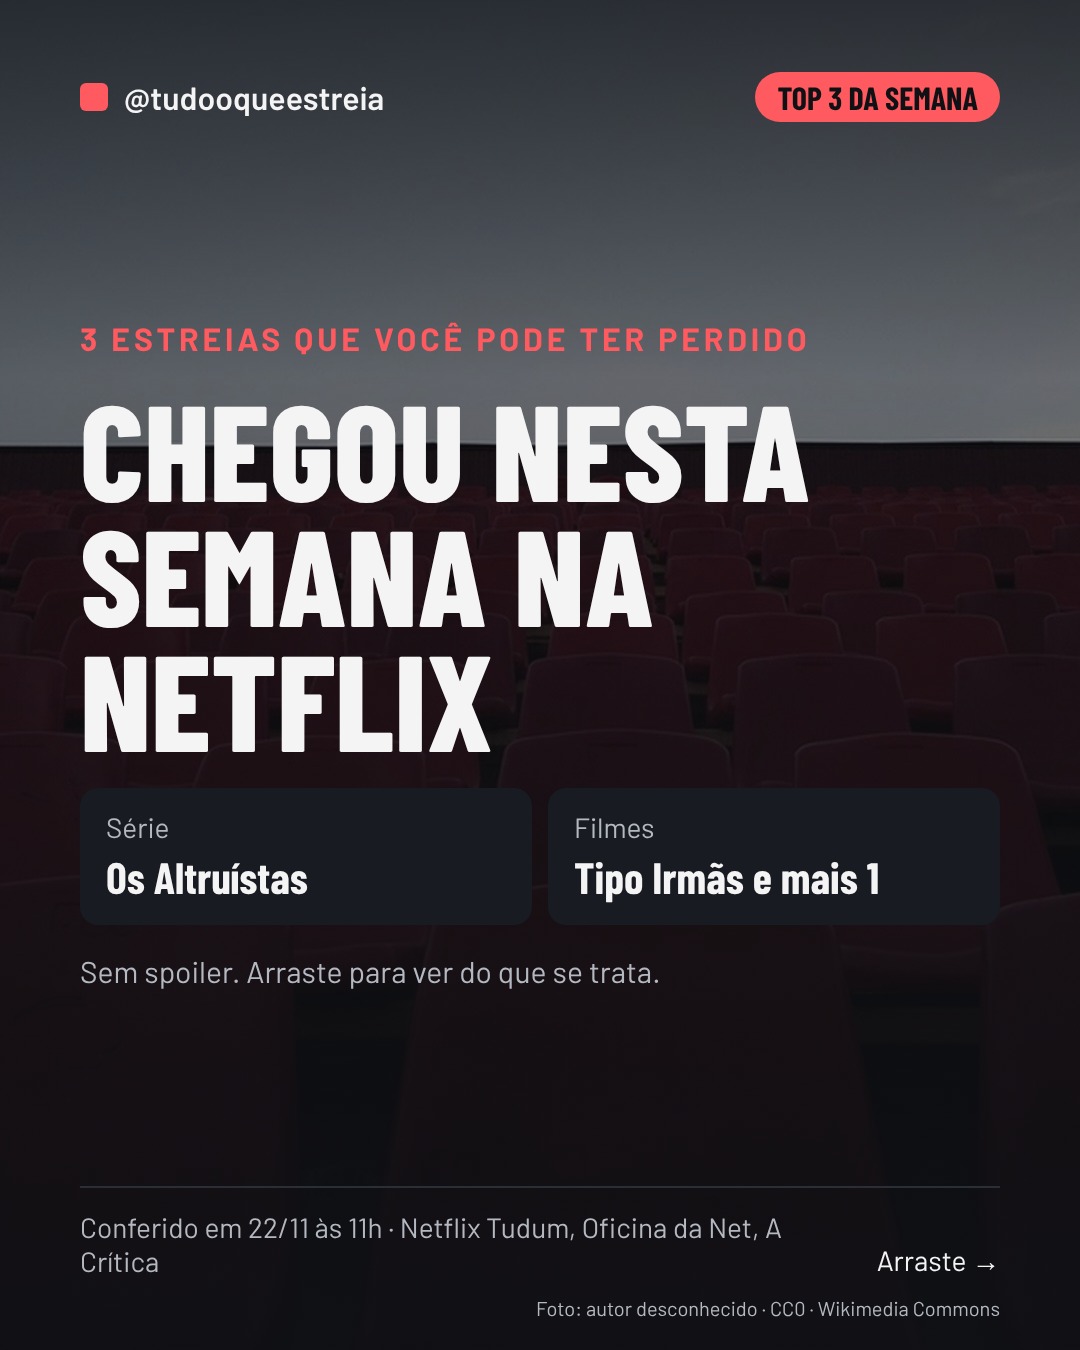 @tudooqueestreia
TOP 3 DA SEMANA
3 ESTREIAS QUE VOCÊ PODE TER PERDIDO
CHEGOU NESTA
SEMANA NA
NETFLIX
Série
Os Altruístas
Filmes
Tipo Irmãs e mais 1
Sem spoiler. Arraste para ver do que se trata.
Conferido em 22/11 às 11h · Netflix Tudum, Oficina da Net, A
Crítica
Arraste →
Foto: autor desconhecido · CC0 · Wikimedia Commons